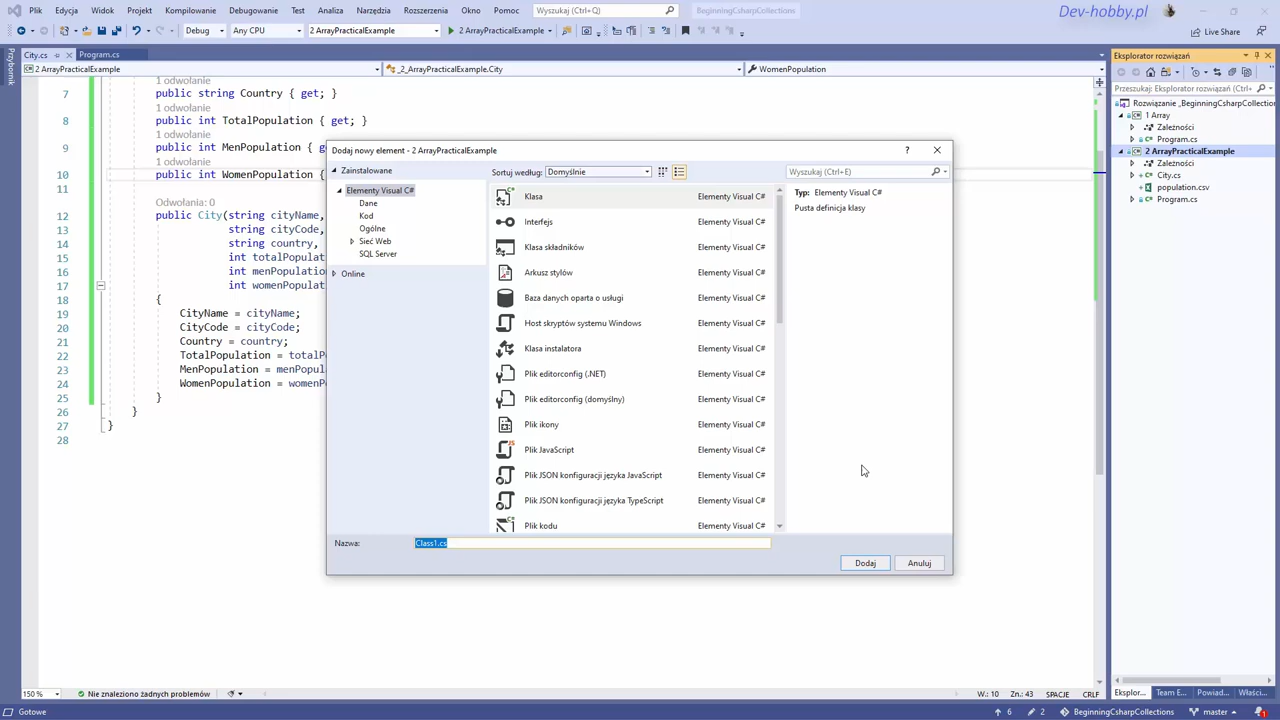 Plik Edycja Widok Git Projekt Kompilowanie Debugowanie Test Analiza Narzędzia Rozszerzenia Okno Pomoc Wyszukaj (Ctrl+Q) BeginningCsharpCollections
Dev-hobby.pl
Debug Any CPU 2 ArrayPracticalExample 2 ArrayPracticalExample Live Share
Przybornik
City.cs Program.cs
2 ArrayPracticalExample _2_ArrayPracticalExample.City WomenPopulation
1 odwołanie
7 public string Country { get; }
1 odwołanie
8 public int TotalPopulation { get; }
1 odwołanie
9 public int MenPopulation { g
1 odwołanie
10 public int WomenPopulation {
11
Odwołania: 0
12 public City(string cityName,
13 string cityCode,
14 string country,
15 int totalPopulat
16 int menPopulatio
17 int womenPopulat
18 {
19 CityName = cityName;
20 CityCode = cityCode;
21 Country = country;
22 TotalPopulation = totalP
23 MenPopulation = menPopul
24 WomenPopulation = womenP
25 }
26 }
27 }
28
Dodaj nowy element - 2 ArrayPracticalExample ?
Zainstalowane
Elementy Visual C#
Dane
Kod
Ogólne
Sieć Web
SQL Server
Online
Sortuj według: Domyślnie
Wyszukaj (Ctrl+E)
Klasa Elementy Visual C#
Interfejs Elementy Visual C#
Klasa składników Elementy Visual C#
Arkusz stylów Elementy Visual C#
Baza danych oparta o usługi Elementy Visual C#
Host skryptów systemu Windows Elementy Visual C#
Klasa instalatora Elementy Visual C#
Plik editorconfig (.NET) Elementy Visual C#
Plik editorconfig (domyślny) Elementy Visual C#
Plik ikony Elementy Visual C#
Plik JavaScript Elementy Visual C#
Plik JSON konfiguracji języka JavaScript Elementy Visual C#
Plik JSON konfiguracji języka TypeScript Elementy Visual C#
Plik kodu Elementy Visual C#
Typ: Elementy Visual C#
Pusta definicja klasy
Nazwa: Class1.cs
Dodaj Anuluj
Eksplorator rozwiązań
Przeszukaj: Eksplorator rozwiązań (Ctrl+
Rozwiązanie „BeginningCsharpCollection
1 Array
Zależności
Program.cs
2 ArrayPracticalExample
Zależności
City.cs
population.csv
Program.cs
150 % Nie znaleziono żadnych problemów W.: 10 Zn.: 43 SPACJE CRLF
Eksplor... Team E... Powiad... Właści...
Gotowe 6 2 BeginningCsharpCollections master 1